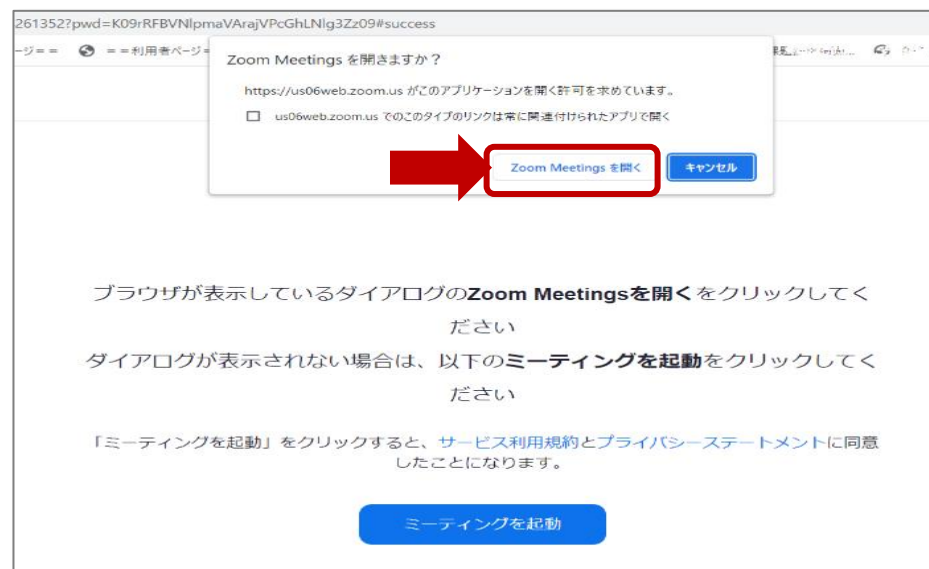 261352?pwd=K09rRFBVNlpmaVArajVPcGhLNlg3Zz09#success
ージ== ==利用者ページ=
Zoom Meetings を開きますか？
https://us06web.zoom.us がこのアプリケーションを開く許可を求めています。
us06web.zoom.us でのこのタイプのリンクは常に関連付けられたアプリで開く
Zoom Meetings を開く キャンセル
ブラウザが表示しているダイアログのZoom Meetingsを開くをクリックしてく
ださい
ダイアログが表示されない場合は、以下のミーティングを起動をクリックしてく
ださい
「ミーティングを起動」をクリックすると、サービス利用規約とプライバシーステートメントに同意
したことになります。
ミーティングを起動